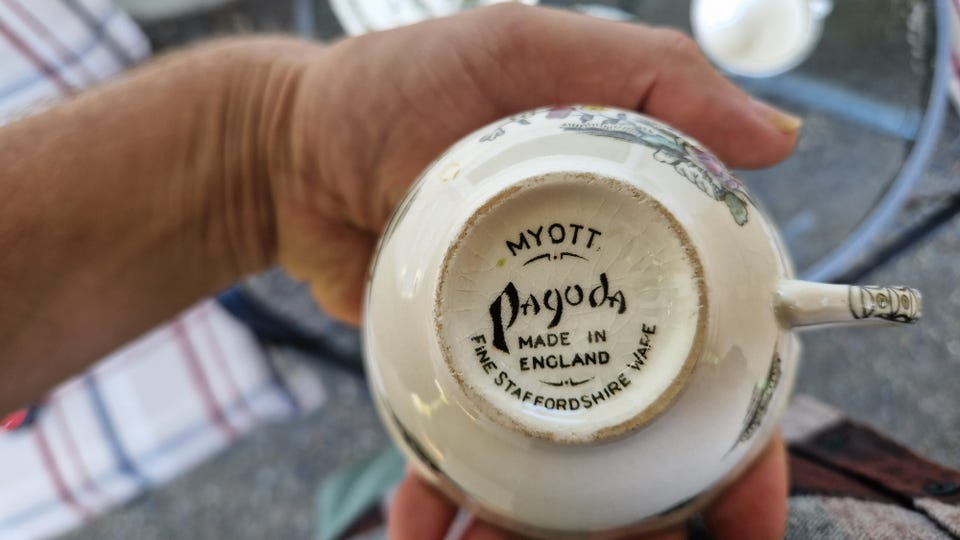 MYOTT.
Pagoda
MADE IN
ENGLAND
FINE STAFFORDSHIRE WARE